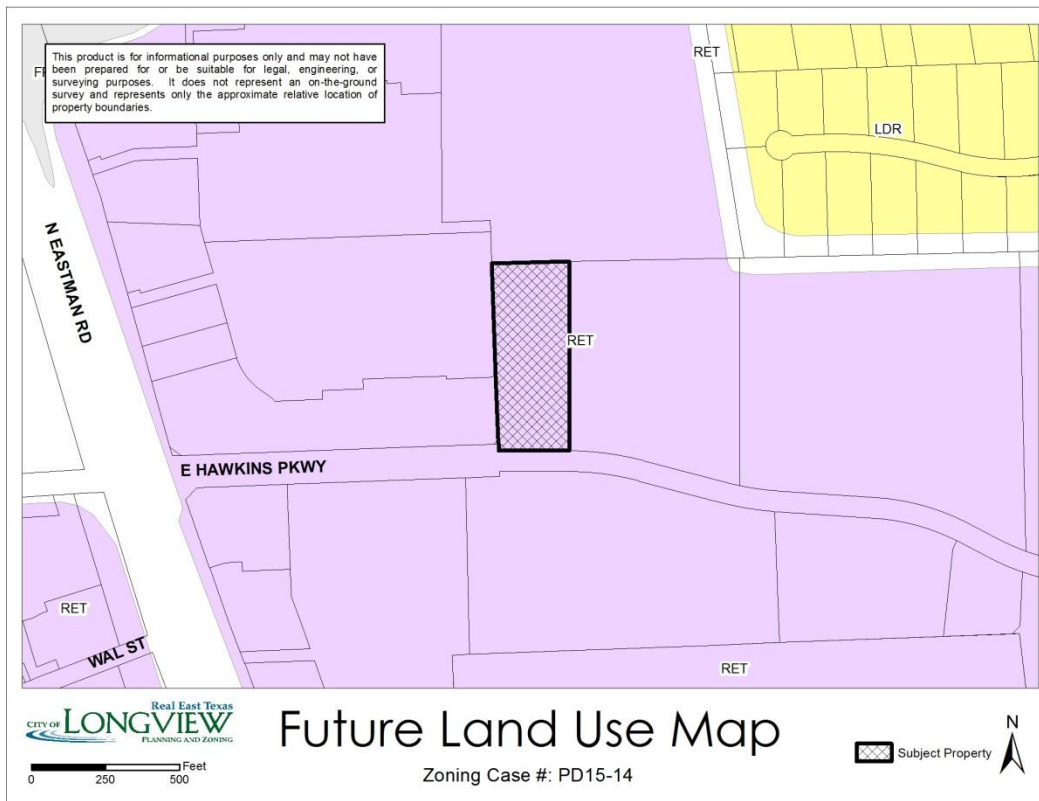 This product is for informational purposes only and may not have
been prepared for or be suitable for legal, engineering, or
surveying purposes. It does not represent an on-the-ground
survey and represents only the approximate relative location of
property boundaries.
RET
LDR
N EASTMAN RD
RET
E HAWKINS PKWY
RET
WAL ST
RET
Real East Texas
CITY OF LONGVIEW
PLANNING AND ZONING
Future Land Use Map
Zoning Case #: PD15-14
Feet
0 250 500
Subject Property
N